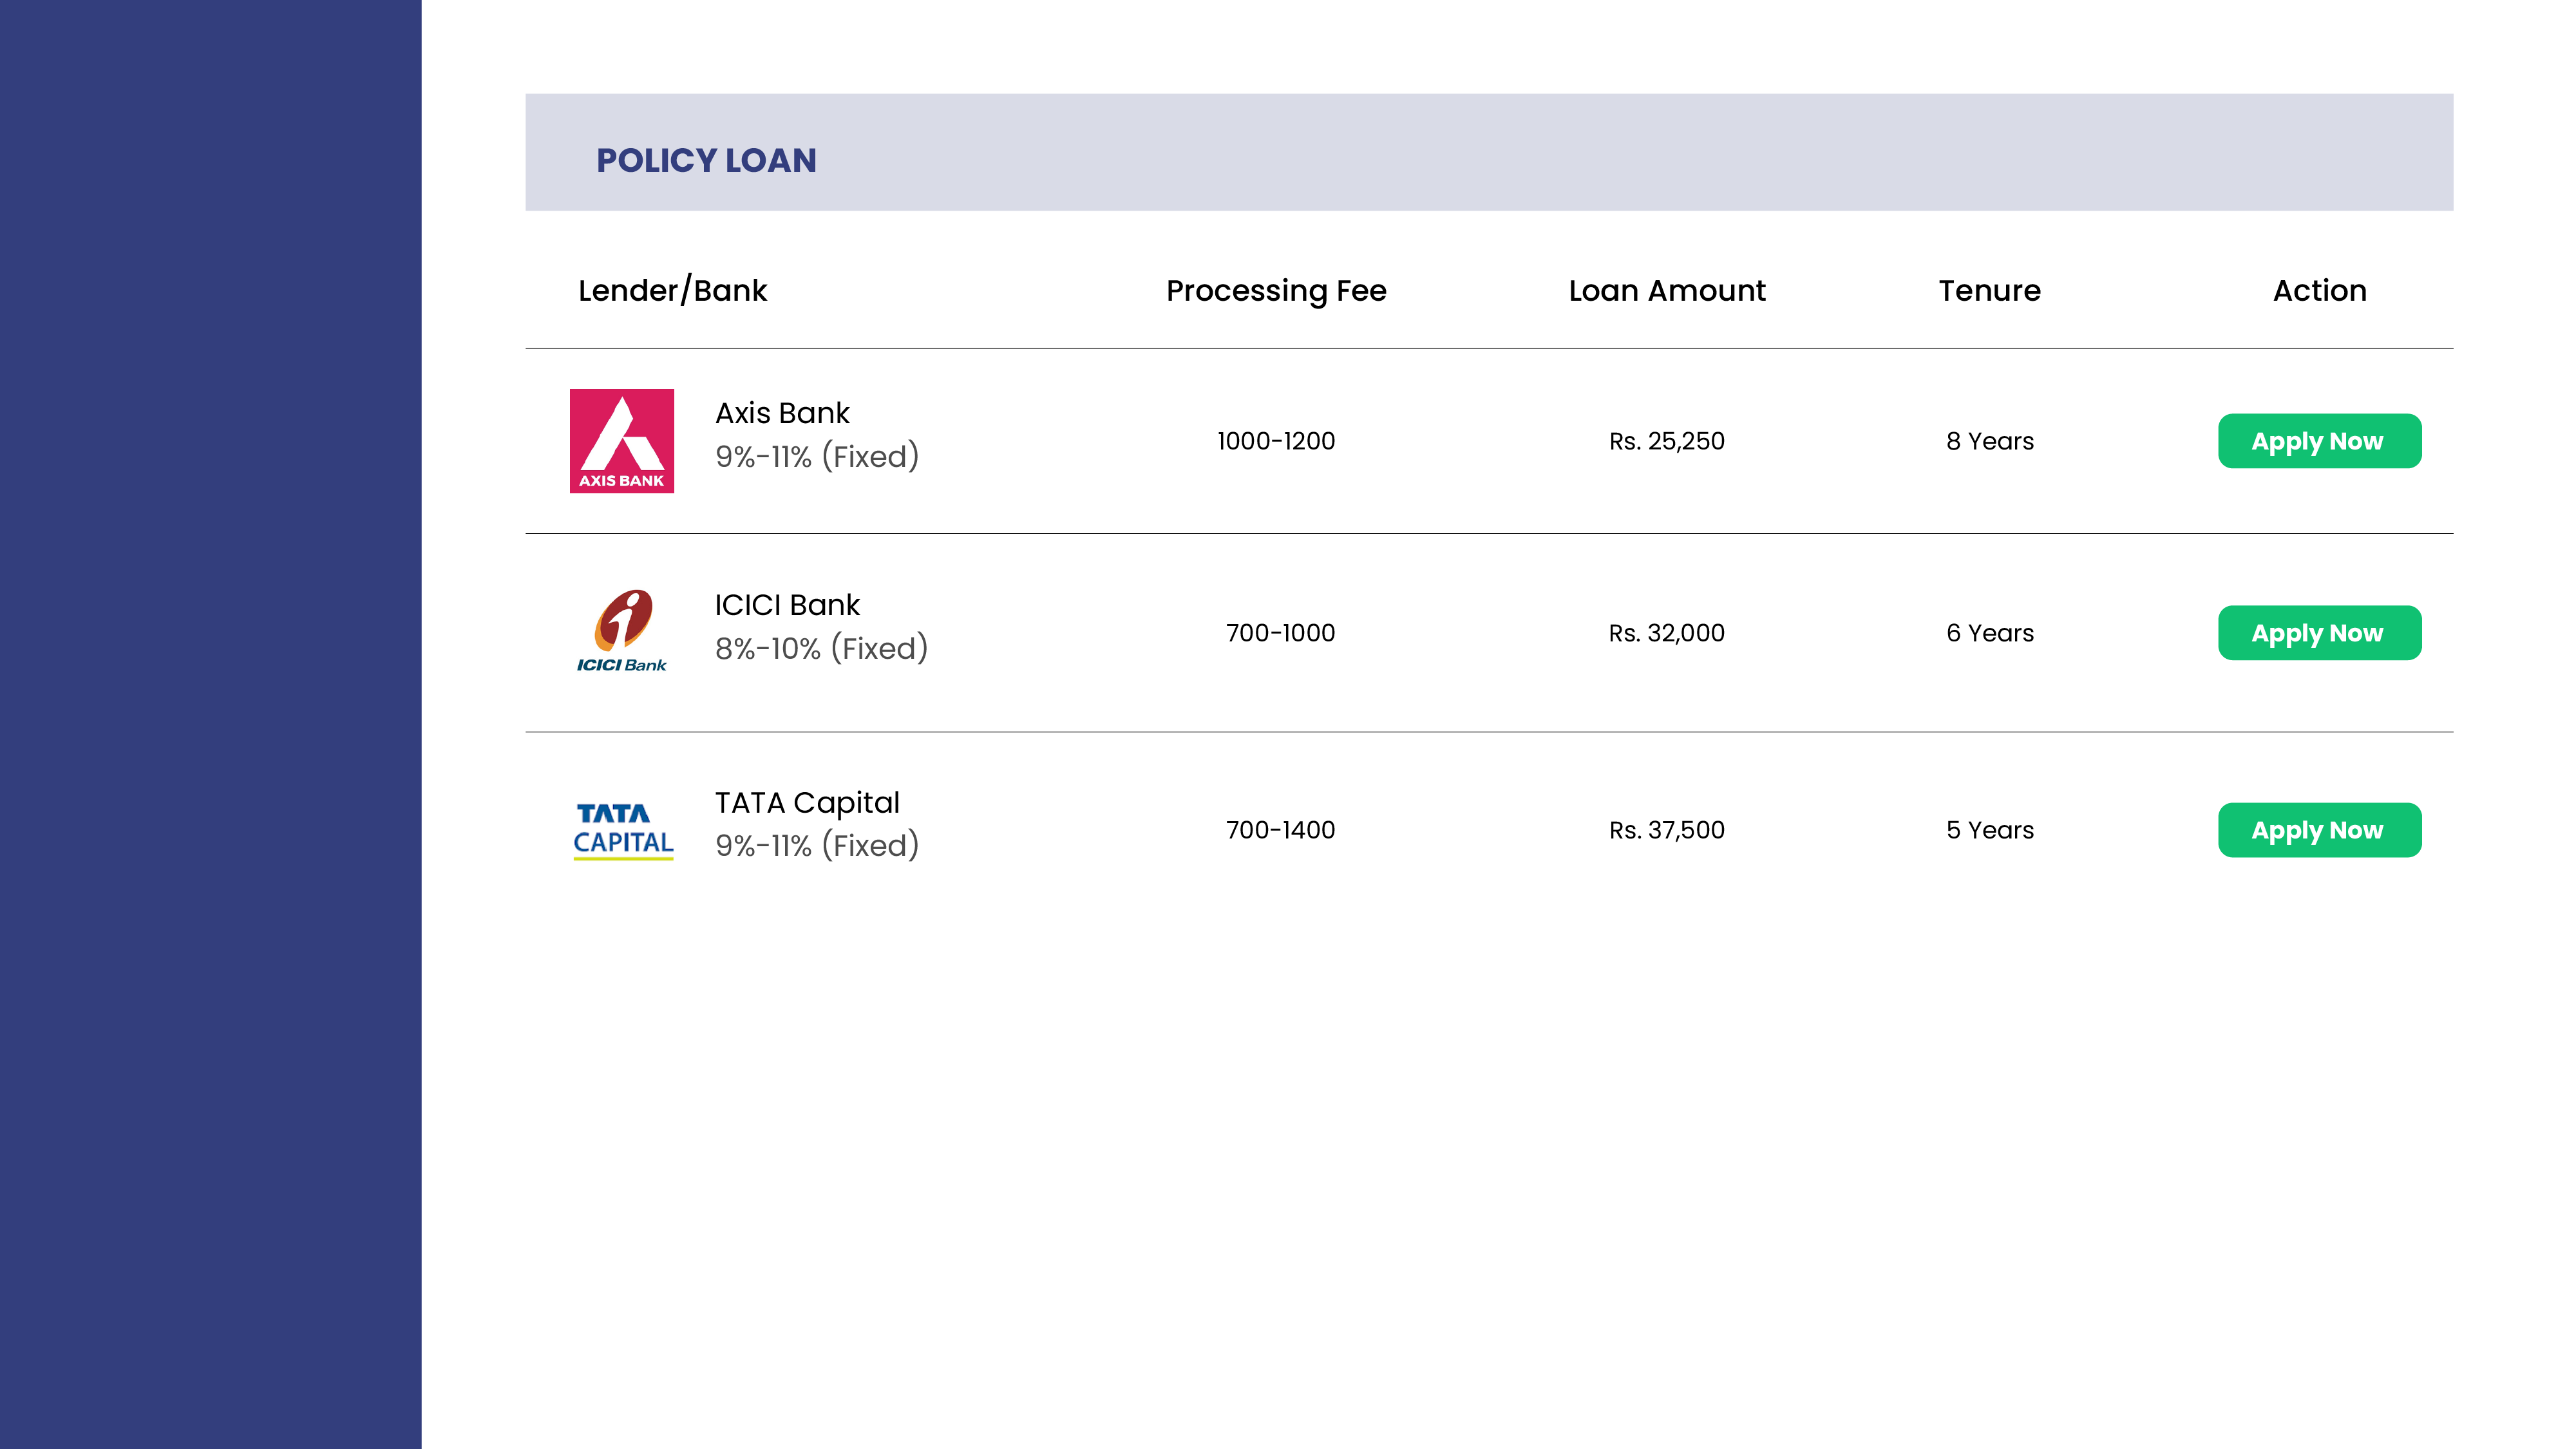 POLICY LOAN
Lender/Bank Processing Fee Loan Amount Tenure Action
AXIS BANK
Axis Bank
9%-11% (Fixed)
1000-1200 Rs. 25,250 8 Years Apply Now
ICICI Bank
ICICI Bank
8%-10% (Fixed)
700-1000 Rs. 32,000 6 Years Apply Now
TATA
CAPITAL
TATA Capital
9%-11% (Fixed)
700-1400 Rs. 37,500 5 Years Apply Now